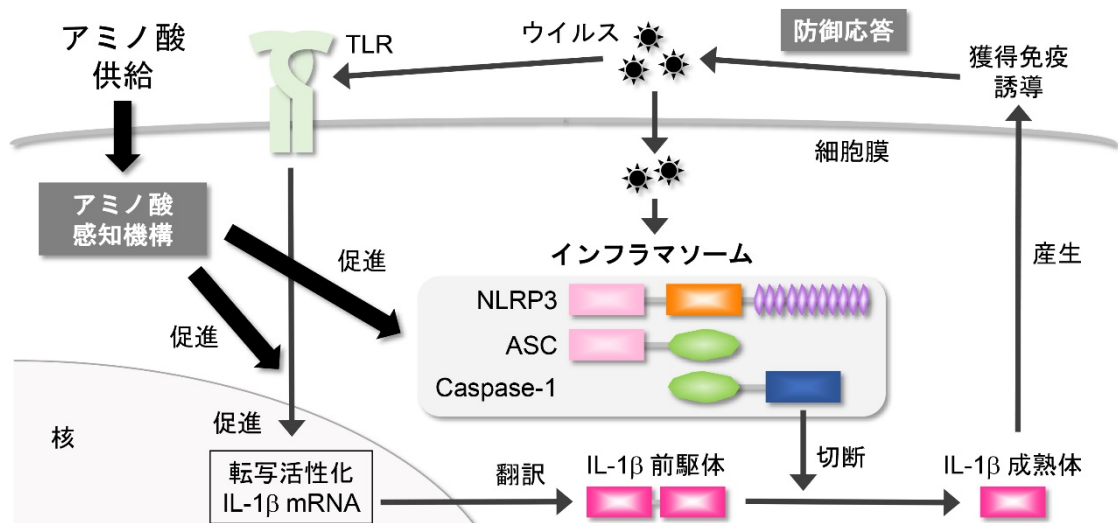 アミノ酸
供給
TLR
ウイルス
防御応答
獲得免疫
誘導
細胞膜
アミノ酸
感知機構
促進
インフラマソーム
産生
NLRP3
促進
ASC
Caspase-1
核
促進
転写活性化
IL-1β mRNA
翻訳
IL-1β 前駆体
切断
IL-1β 成熟体